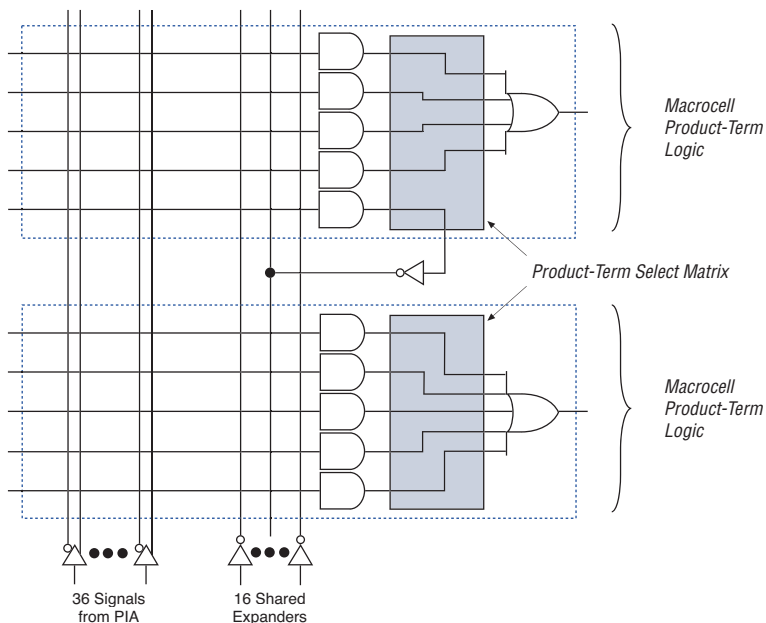 Macrocell
Product-Term
Logic
Product-Term Select Matrix
Macrocell
Product-Term
Logic
36 Signals
from PIA
16 Shared
Expanders